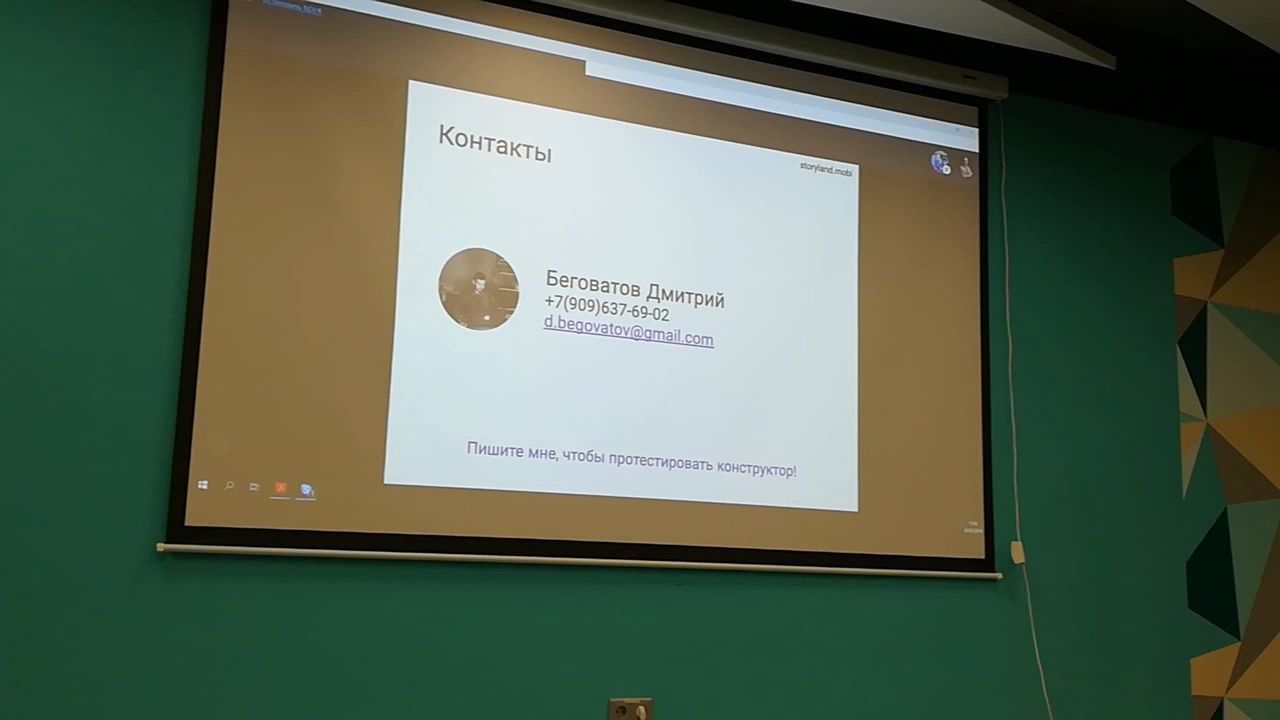 Контакты
storyland.mobi
Беговатов Дмитрий
+7(909)637-69-02
d.begovatov@gmail.com
Пишите мне, чтобы протестировать конструктор!